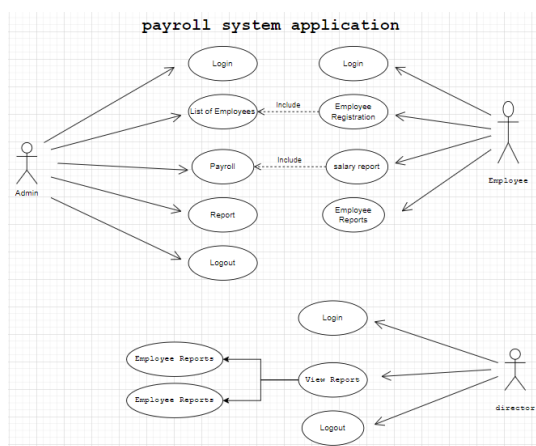 payroll system application
Login
Login
List of Employees
Include
Employee
Registration
Payroll
Include
salary report
Admin
Employee
Report
Employee
Reports
Logout
Login
Employee Reports
View Report
Employee Reports
director
Logout